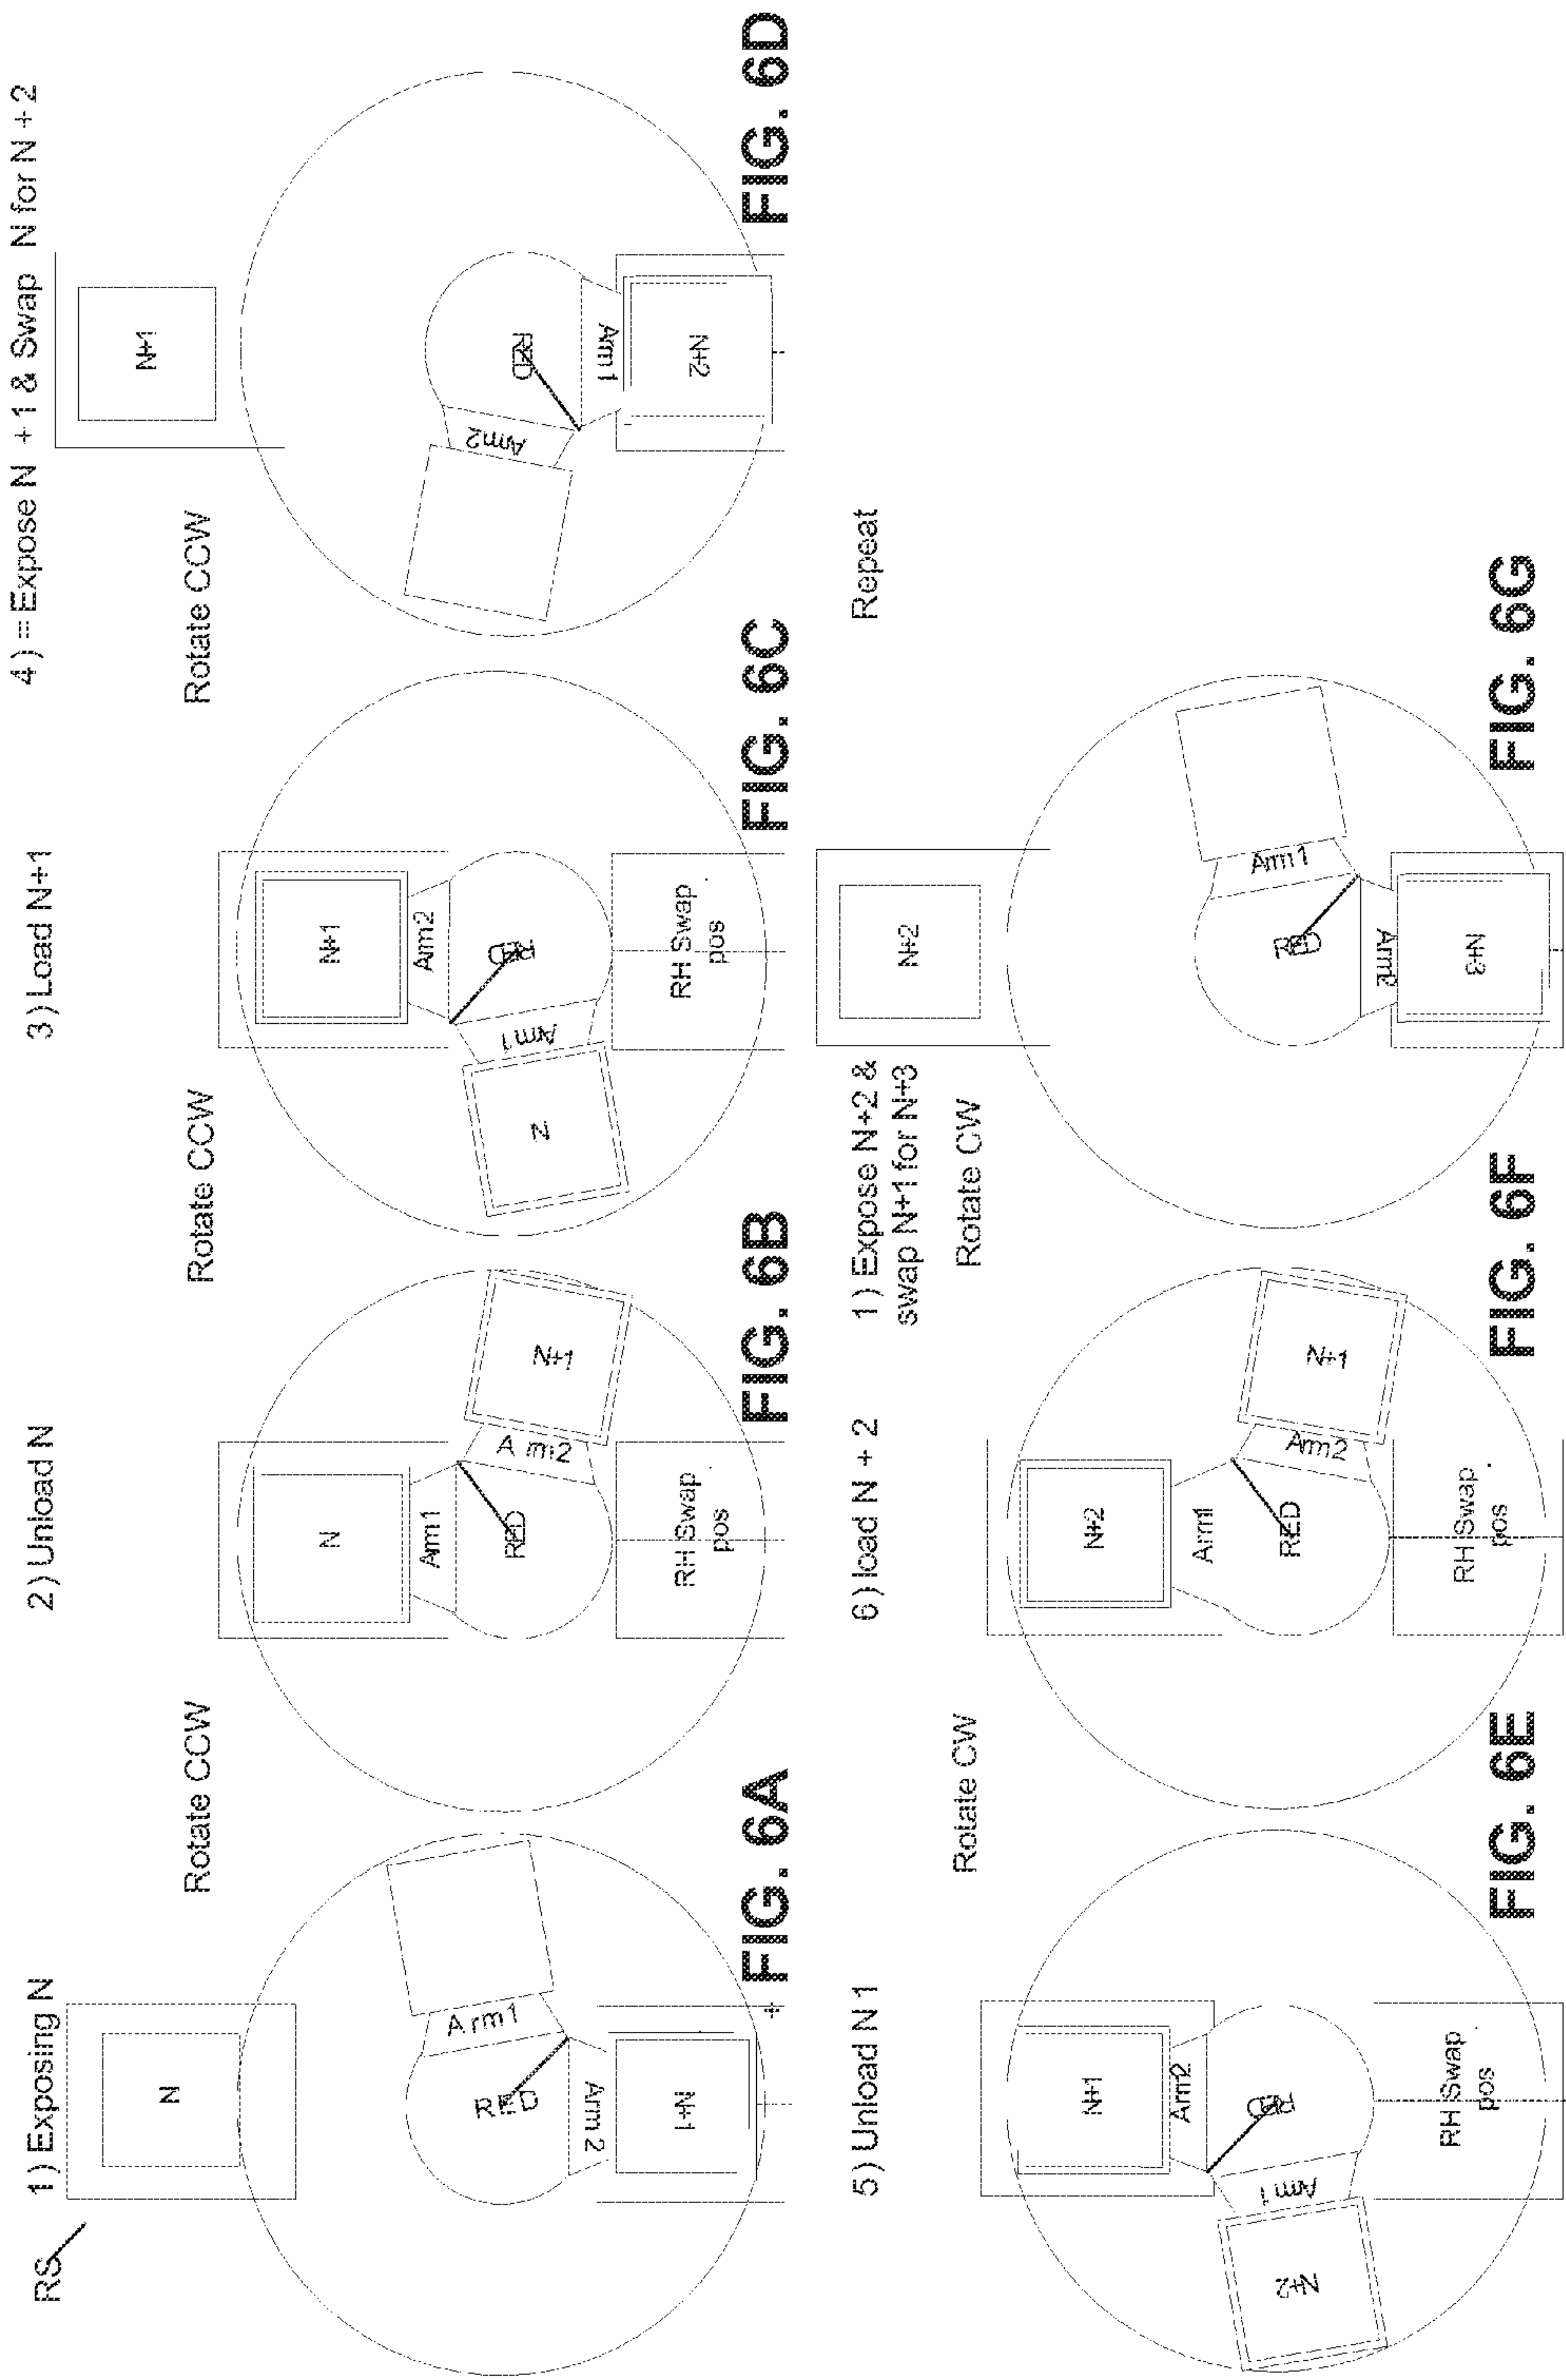 RS
1) Exposing N
N
Arm1
RED
Arm 2
N+1
FIG. 6A
Rotate CCW
2) Unload N
N
Arm1
RED
Arm2
N+1
RH Swap
pos
FIG. 6B
Rotate CCW
3) Load N+1
N+1
Arm2
RED
Arm1
N
RH Swap
pos
FIG. 6C
Rotate CCW
4) = Expose N + 1 & Swap N for N + 2
N+1
Arm2
RED
Arm1
N+2
FIG. 6D
5) Unload N 1
N+1
Arm2
RED
Arm1
N+2
RH Swap
pos
FIG. 6E
Rotate CW
6) load N + 2
N+2
Arm1
RED
Arm2
N+1
RH Swap
pos
FIG. 6F
1) Expose N+2 &
swap N+1 for N+3
Rotate CW
N+2
Arm1
RED
Arm2
N+3
FIG. 6G
Repeat